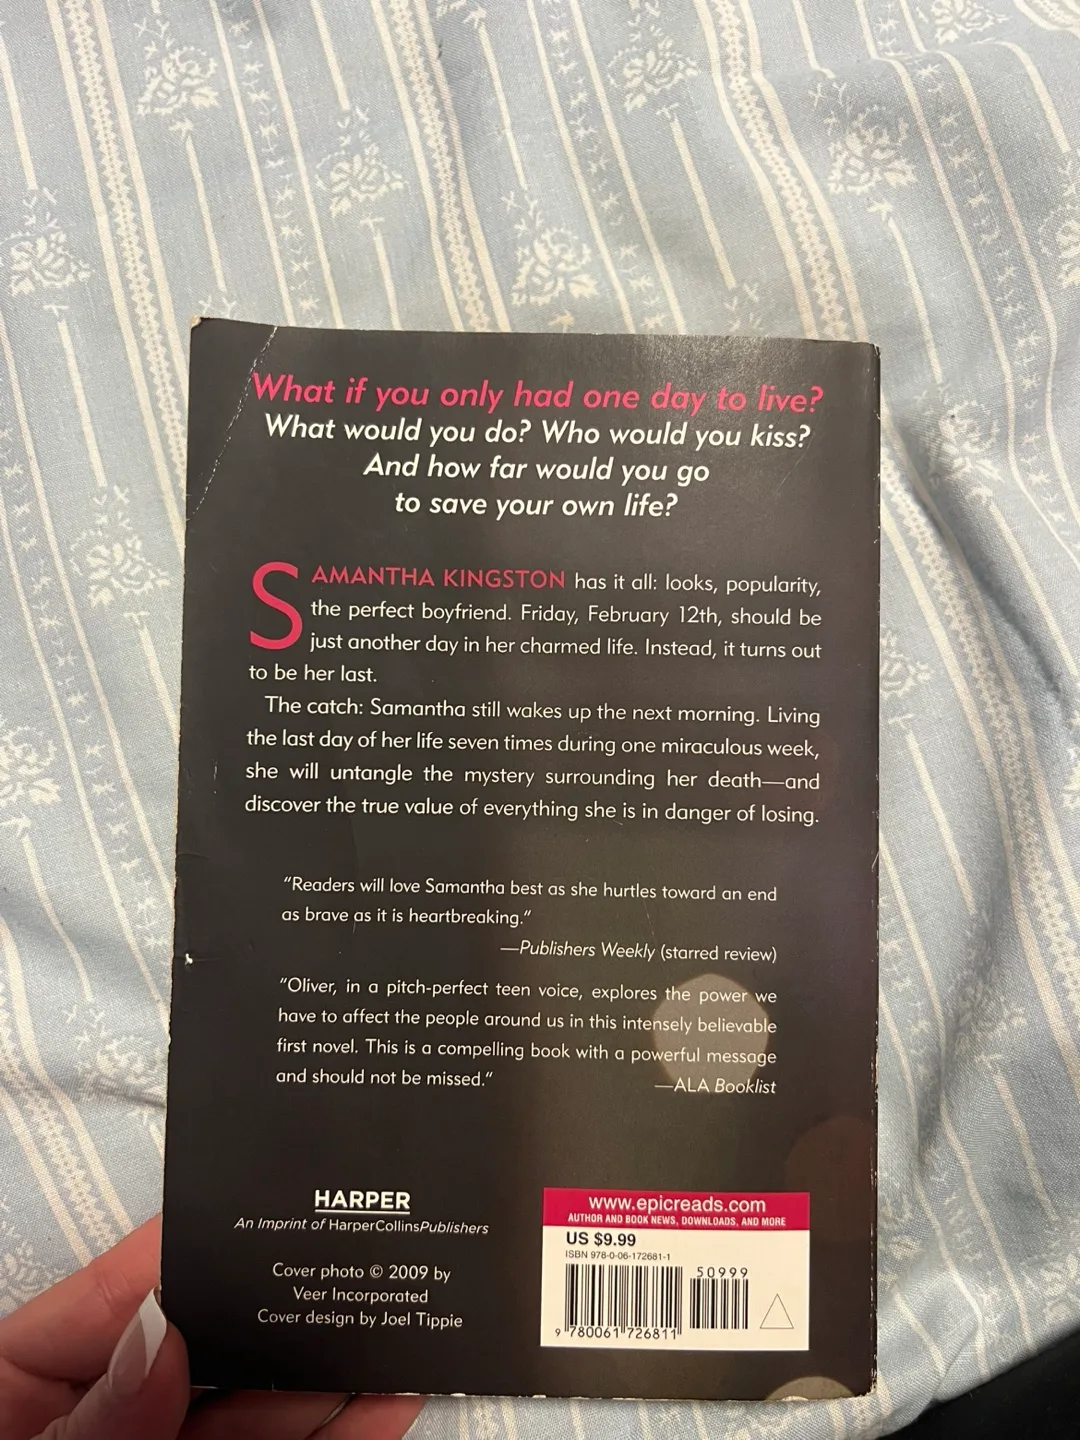 What if you only had one day to live?
What would you do? Who would you kiss?
And how far would you go
to save your own life?
SAMANTHA KINGSTON has it all: looks, popularity,
the perfect boyfriend. Friday, February 12th, should be
just another day in her charmed life. Instead, it turns out
to be her last.
The catch: Samantha still wakes up the next morning. Living
the last day of her life seven times during one miraculous week,
she will untangle the mystery surrounding her death—and
discover the true value of everything she is in danger of losing.
"Readers will love Samantha best as she hurtles toward an end
as brave as it is heartbreaking."
—Publishers Weekly (starred review)
"Oliver, in a pitch-perfect teen voice, explores the power we
have to affect the people around us in this intensely believable
first novel. This is a compelling book with a powerful message
and should not be missed."
—ALA Booklist
HARPER
An Imprint of HarperCollinsPublishers
Cover photo © 2009 by
Veer Incorporated
Cover design by Joel Tippie
www.epicreads.com
AUTHOR AND BOOK NEWS, DOWNLOADS, AND MORE
US $9.99
ISBN 978-0-06-172681-1
50999
9 780061 726811